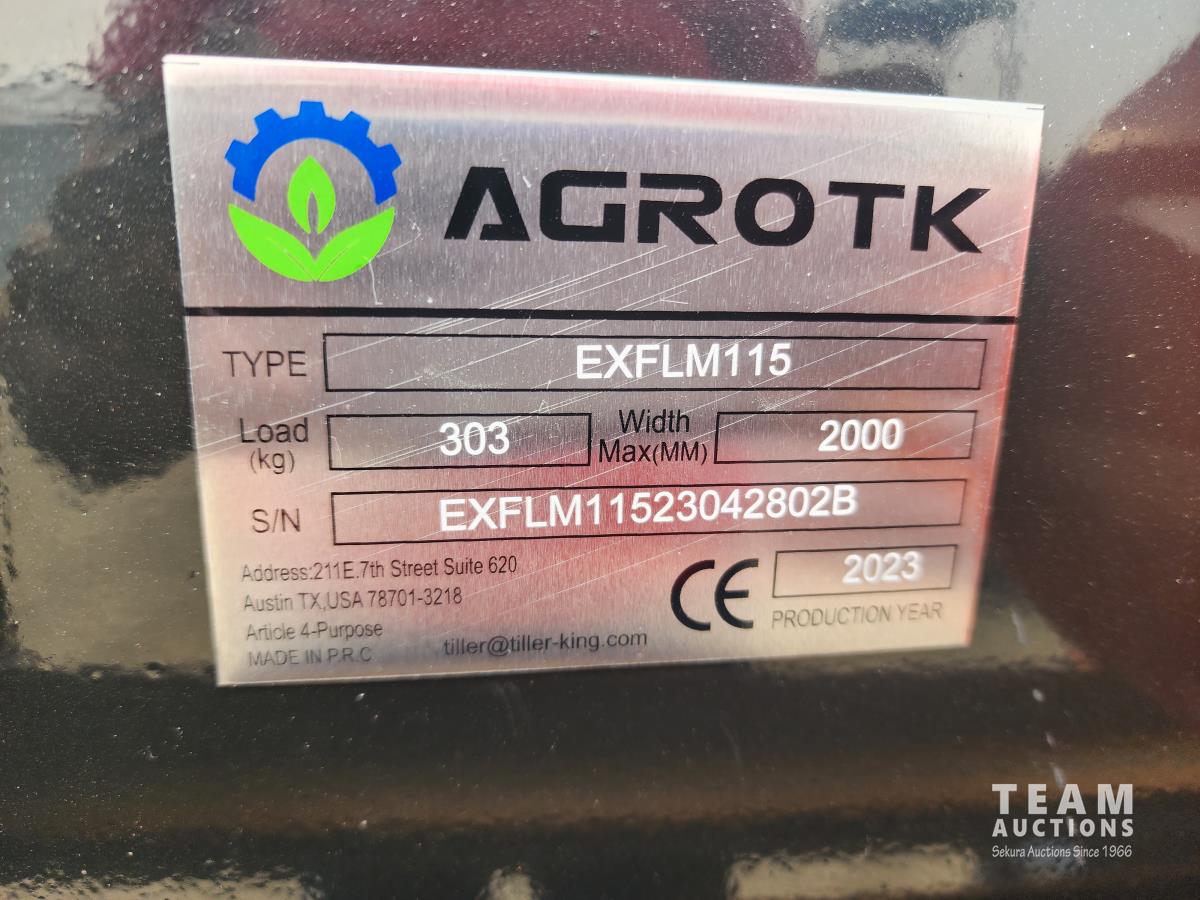 AGROTK
TYPE EXFLM115
Load (kg) 303 Width Max(MM) 2000
S/N EXFLM11523042802B
Address:211E.7th Street Suite 620
Austin TX,USA 78701-3218
Article 4-Purpose
MADE IN P.R.C
tiller@tiller-king.com
CE
2023
PRODUCTION YEAR
TEAM
AUCTIONS
Sekura Auctions Since 1966